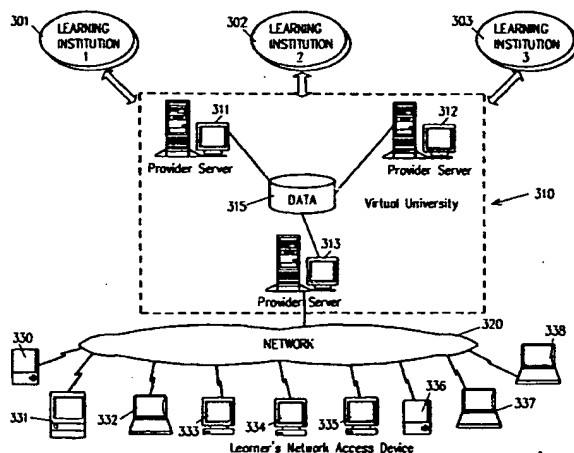 301
LEARNING
INSTITUTION
1
302
LEARNING
INSTITUTION
2
303
LEARNING
INSTITUTION
3
311
Provider Server
312
Provider Server
315
DATA
Virtual University
310
313
Provider Server
320
NETWORK
330
331
332
333
334
335
336
337
338
Learner's Network Access Device